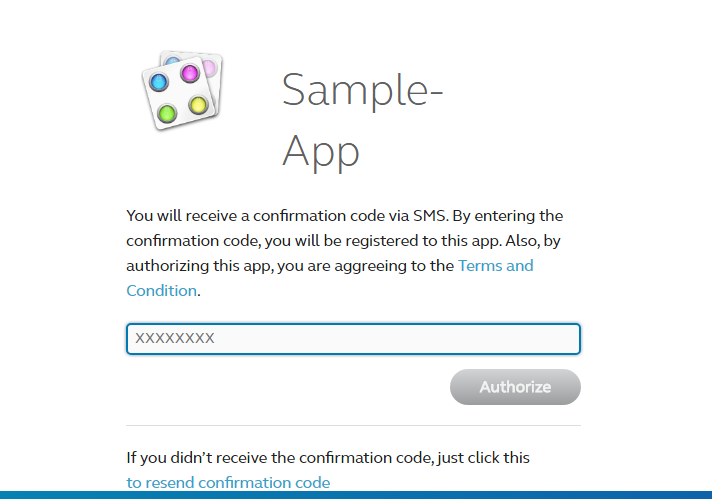 Sample-
App
You will receive a confirmation code via SMS. By entering the
confirmation code, you will be registered to this app. Also, by
authorizing this app, you are aggreeing to the Terms and
Condition.
XXXXXXXX
Authorize
If you didn’t receive the confirmation code, just click this
to resend confirmation code